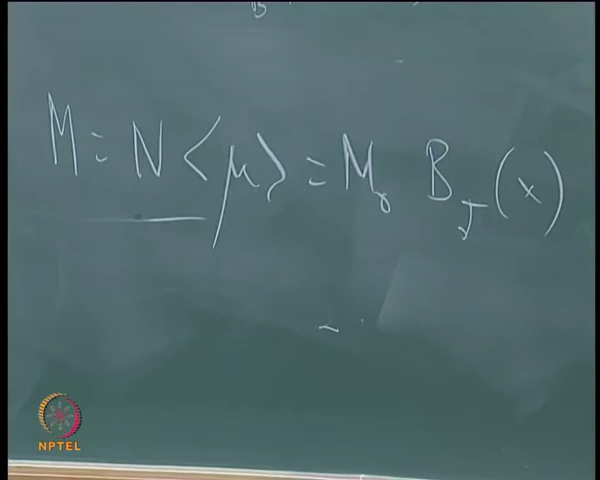 B
M = N <μ> = M₀ B_J (x)
NPTEL